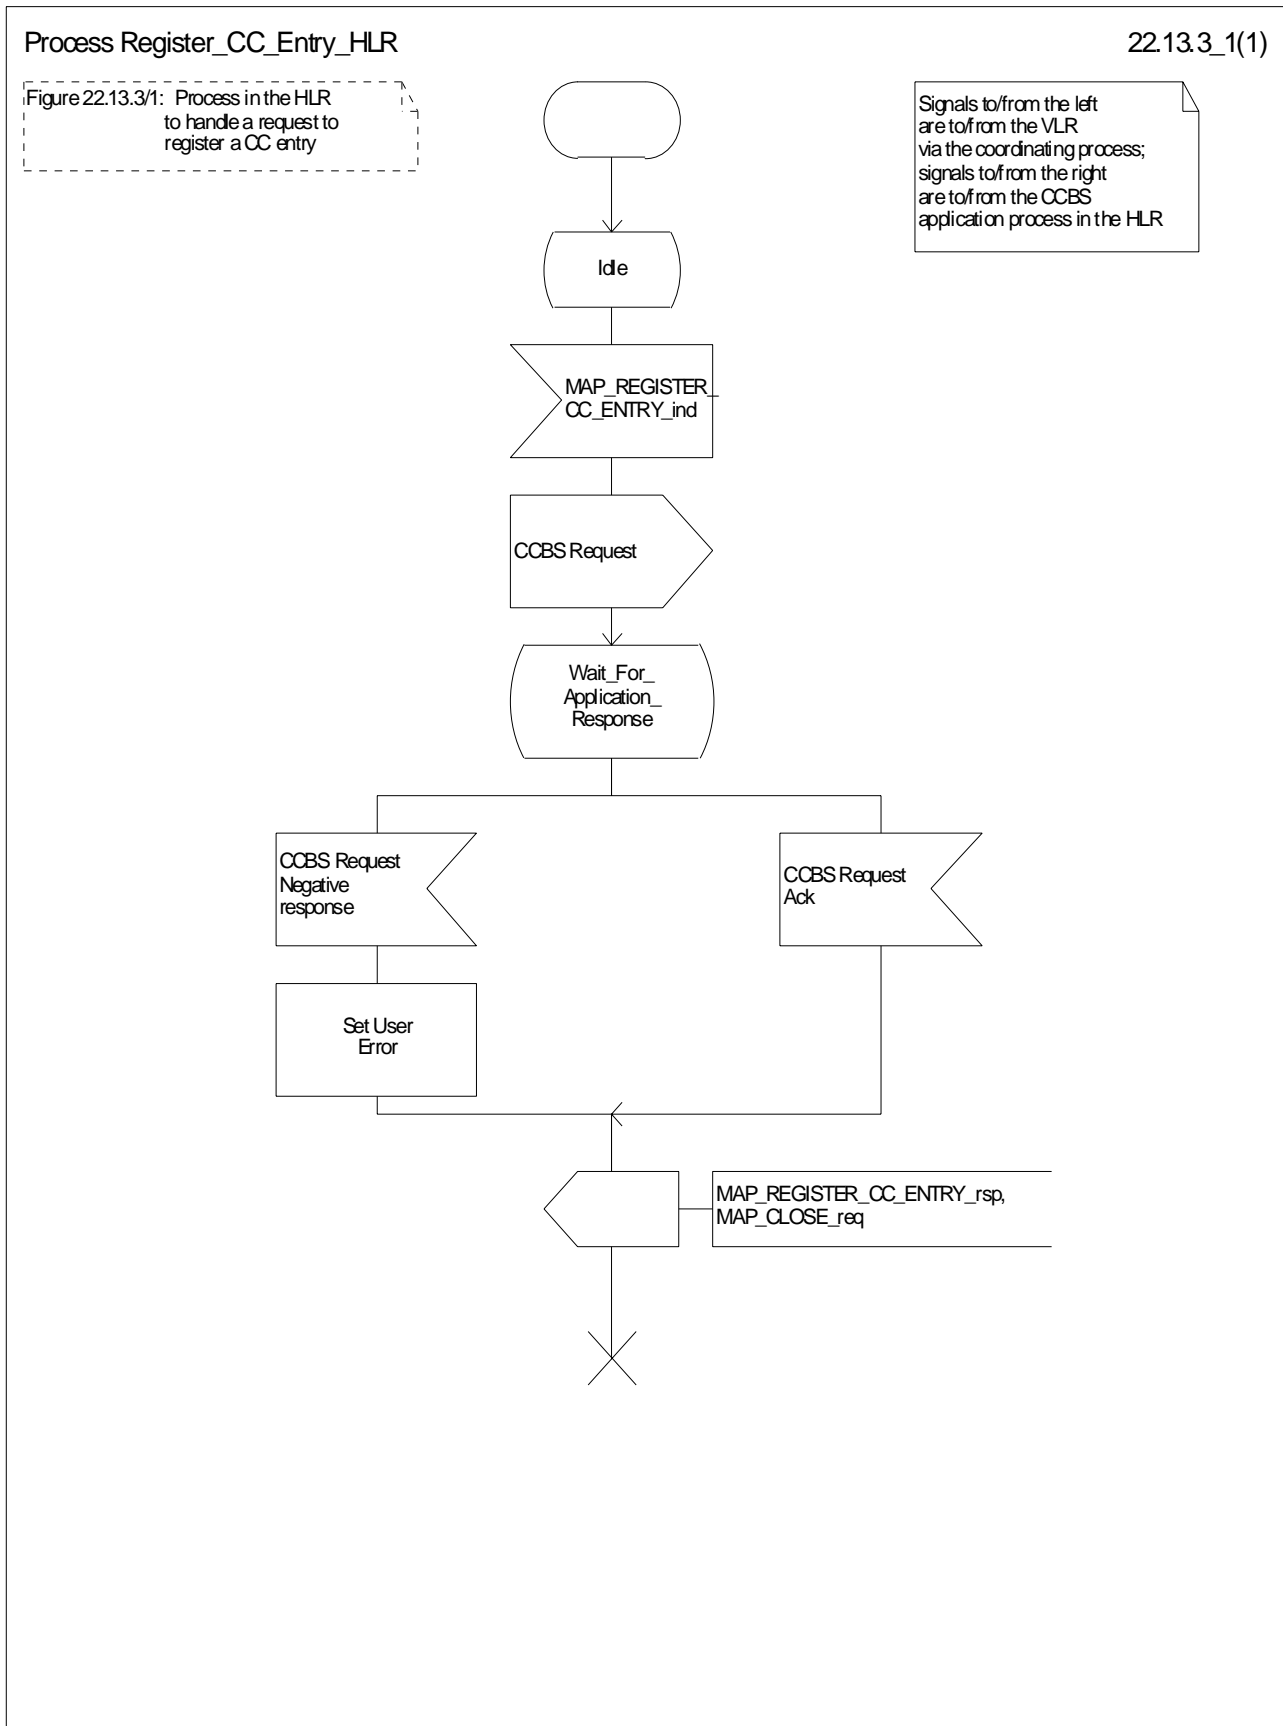 Process Register_CC_Entry_HLR
22.13.3_1(1)
Figure 22.13.3/1: Process in the HLR
to handle a request to
register a CC entry
Signals to/from the left
are to/from the VLR
via the coordinating process;
signals to/from the right
are to/from the CCBS
application process in the HLR
Idle
MAP_REGISTER_
CC_ENTRY_ind
CCBS Request
Wait_For_
Application_
Response
CCBS Request
Negative
response
CCBS Request
Ack
Set User
Error
MAP_REGISTER_CC_ENTRY_rsp,
MAP_CLOSE_req